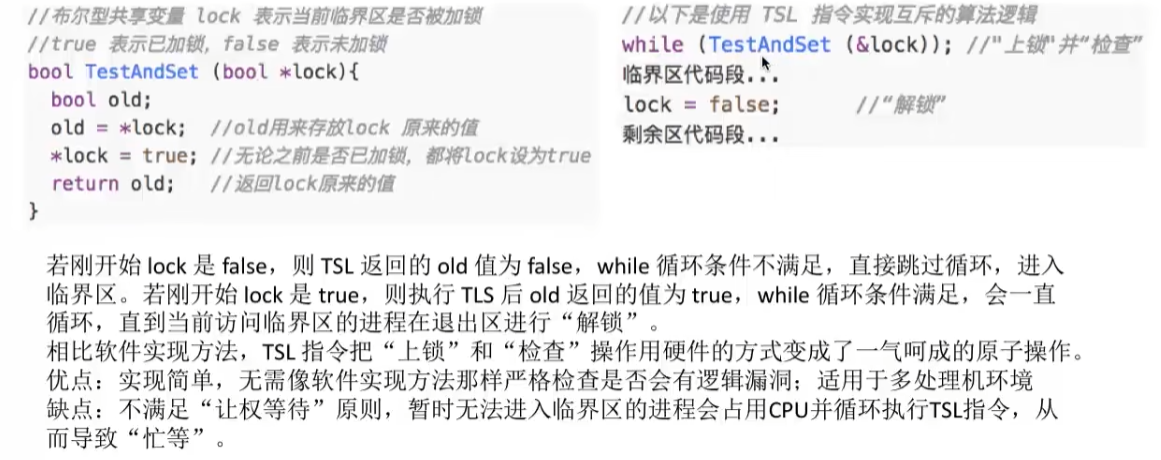 //布尔型共享变量 lock 表示当前临界区是否被加锁
//true 表示已加锁，false 表示未加锁
bool TestAndSet (bool *lock){
bool old;
old = *lock; //old用来存放lock 原来的值
*lock = true; //无论之前是否已加锁，都将lock设为true
return old; //返回lock原来的值
}
//以下是使用 TSL 指令实现互斥的算法逻辑
while (TestAndSet (&lock)); //"上锁"并"检查"
临界区代码段...
lock = false; //"解锁"
剩余区代码段...
若刚开始 lock 是 false，则 TSL 返回的 old 值为 false，while 循环条件不满足，直接跳过循环，进入
临界区。若刚开始 lock 是 true，则执行 TLS 后 old 返回的值为 true，while 循环条件满足，会一直
循环，直到当前访问临界区的进程在退出区进行“解锁”。
相比软件实现方法，TSL 指令把“上锁”和“检查”操作用硬件的方式变成了一气呵成的原子操作。
优点：实现简单，无需像软件实现方法那样严格检查是否会有逻辑漏洞；适用于多处理机环境
缺点：不满足“让权等待”原则，暂时无法进入临界区的进程会占用CPU并循环执行TSL指令，从
而导致“忙等”。